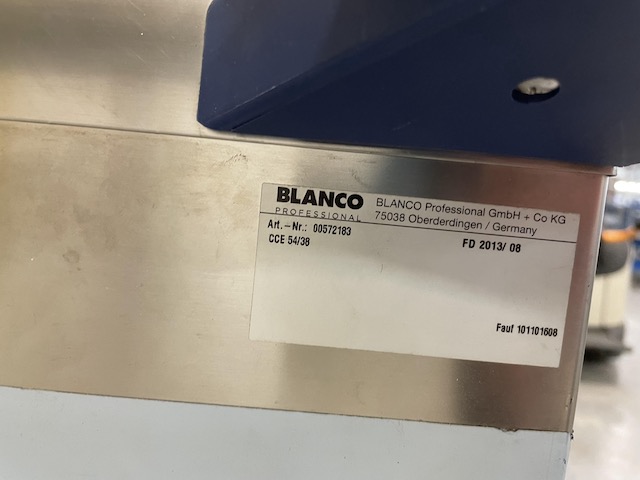 BLANCO
PROFESSIONAL
BLANCO Professional GmbH + Co KG
75038 Oberderdingen / Germany
Art.-Nr.: 00572183
FD 2013/ 08
CCE 54/38
Fauf 101101608